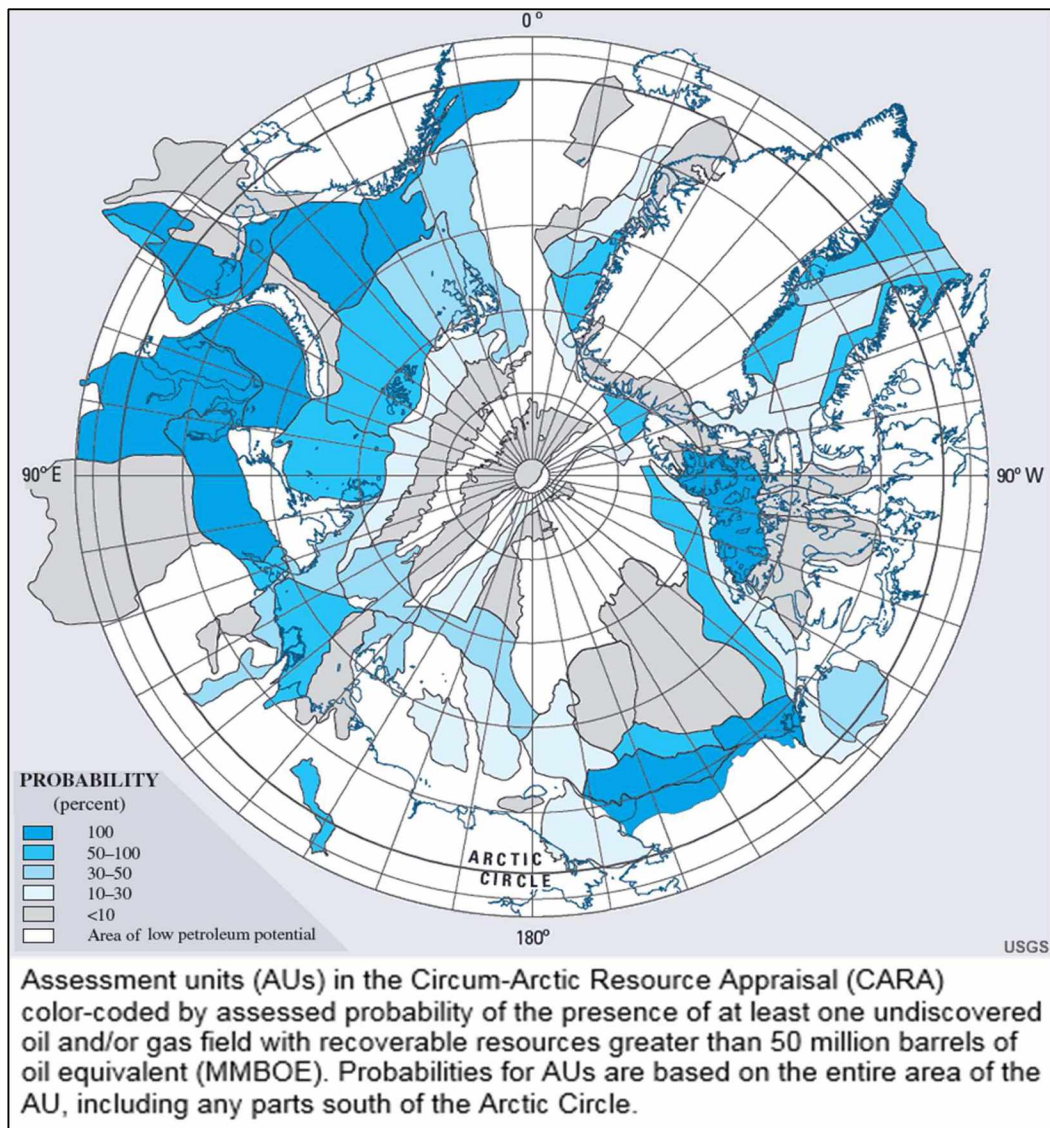 0°
90° E
90° W
PROBABILITY
(percent)
100
50–100
30–50
10–30
<10
Area of low petroleum potential
ARCTIC
CIRCLE
180°
USGS
Assessment units (AUs) in the Circum-Arctic Resource Appraisal (CARA)
color-coded by assessed probability of the presence of at least one undiscovered
oil and/or gas field with recoverable resources greater than 50 million barrels of
oil equivalent (MMBOE). Probabilities for AUs are based on the entire area of the
AU, including any parts south of the Arctic Circle.